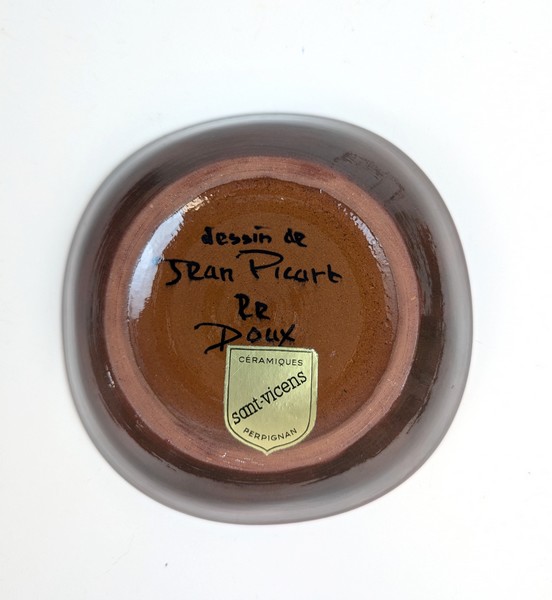 dessin de
Jean Picart
Le
Doux
CÉRAMIQUES
sant-vicens
PERPIGNAN